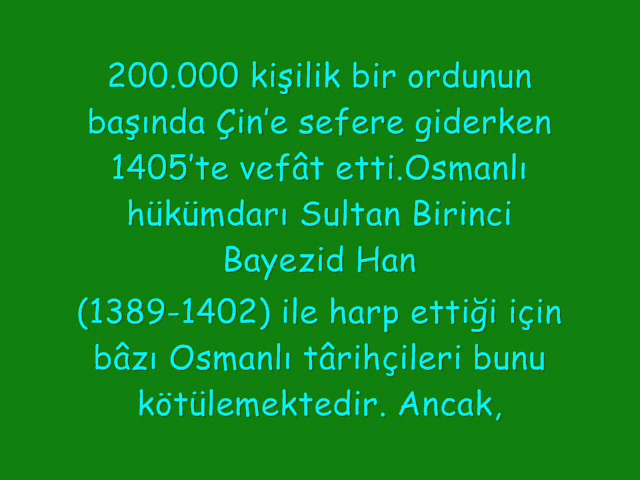 200.000 kişilik bir ordunun
başında Çin’e sefere giderken
1405’te vefât etti.Osmanlı
hükümdarı Sultan Birinci
Bayezid Han
(1389-1402) ile harp ettiği için
bâzı Osmanlı târihçileri bunu
kötülemektedir. Ancak,